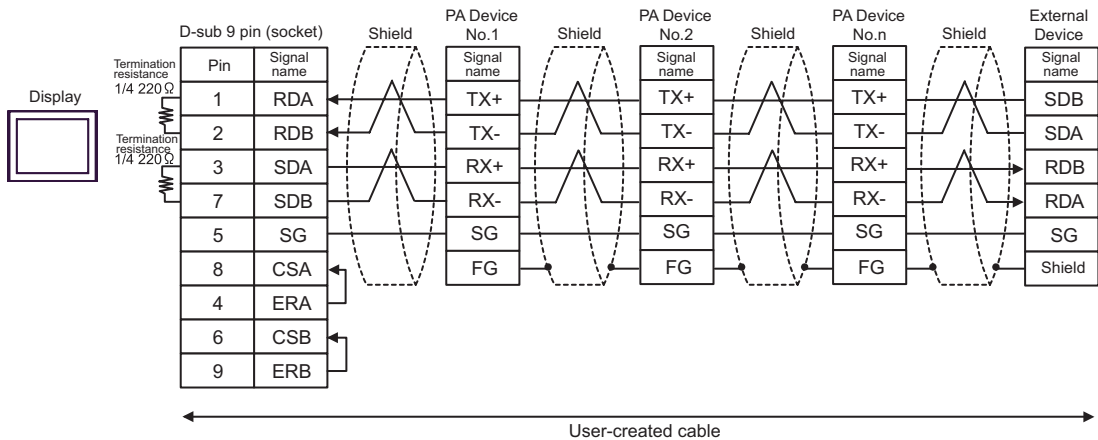 D-sub 9 pin (socket)
Shield
PA Device
No.1
Shield
PA Device
No.2
Shield
PA Device
No.n
Shield
External
Device
Display
Termination
resistance
1/4 220 Ω
Termination
resistance
1/4 220 Ω
Pin
Signal
name
1 RDA
2 RDB
3 SDA
7 SDB
5 SG
8 CSA
4 ERA
6 CSB
9 ERB
Signal
name
TX+
TX-
RX+
RX-
SG
FG
Signal
name
TX+
TX-
RX+
RX-
SG
FG
Signal
name
TX+
TX-
RX+
RX-
SG
FG
Signal
name
SDB
SDA
RDB
RDA
SG
Shield
User-created cable